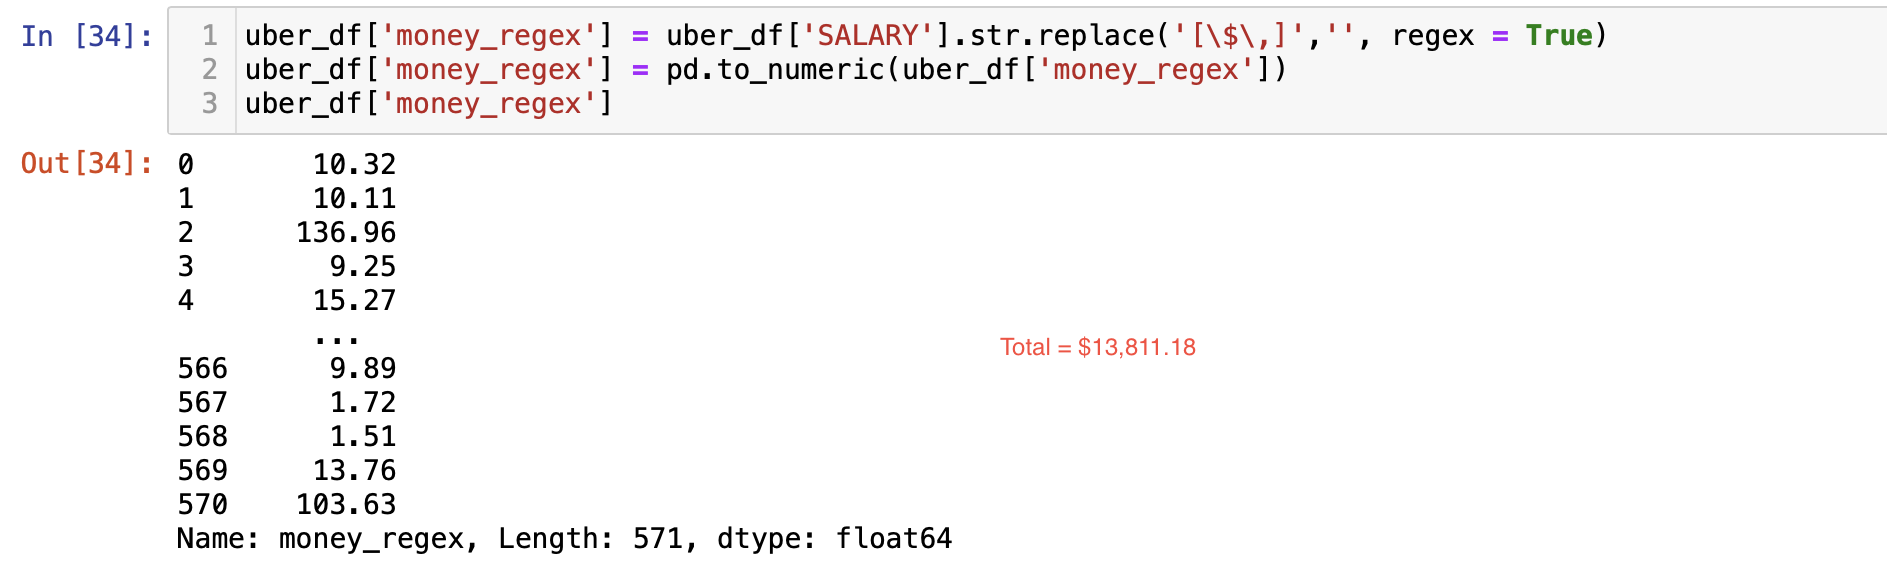 In [34]:
1 uber_df['money_regex'] = uber_df['SALARY'].str.replace('[\$\,]','', regex = True)
2 uber_df['money_regex'] = pd.to_numeric(uber_df['money_regex'])
3 uber_df['money_regex']
Out[34]:
0 10.32
1 10.11
2 136.96
3 9.25
4 15.27
...
Total = $13,811.18
566 9.89
567 1.72
568 1.51
569 13.76
570 103.63
Name: money_regex, Length: 571, dtype: float64